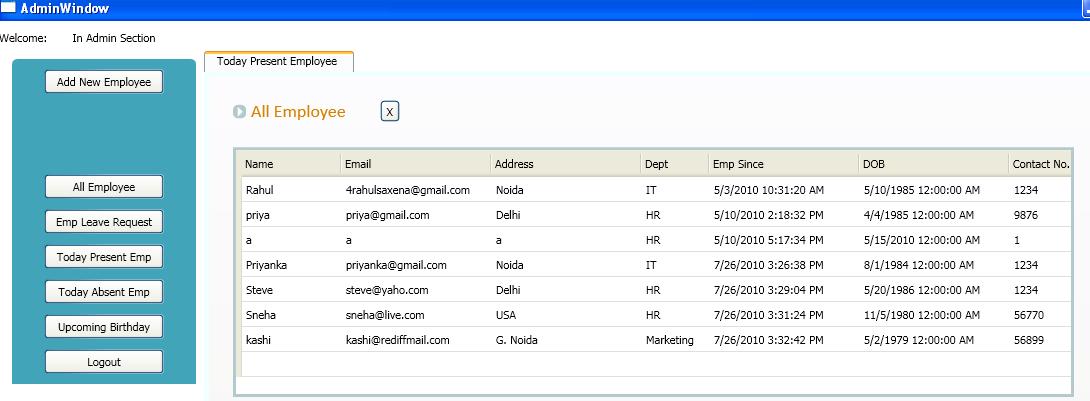 AdminWindow
Welcome: In Admin Section
Today Present Employee
Add New Employee
All Employee
Emp Leave Request
Today Present Emp
Today Absent Emp
Upcoming Birthday
Logout
All Employee X
Name Email Address Dept Emp Since DOB Contact No.
Rahul 4rahulsaxena@gmail.com Noida IT 5/3/2010 10:31:20 AM 5/10/1985 12:00:00 AM 1234
priya priya@gmail.com Delhi HR 5/10/2010 2:18:32 PM 4/4/1985 12:00:00 AM 9876
a a a HR 5/10/2010 5:17:34 PM 5/15/2010 12:00:00 AM 1
Priyanka priyanka@gmail.com Noida IT 7/26/2010 3:26:38 PM 8/1/1984 12:00:00 AM 1234
Steve steve@yaho.com Delhi HR 7/26/2010 3:29:04 PM 5/20/1986 12:00:00 AM 1234
Sneha sneha@live.com USA HR 7/26/2010 3:31:24 PM 11/5/1980 12:00:00 AM 56770
kashi kashi@rediffmail.com G. Noida Marketing 7/26/2010 3:32:42 PM 5/2/1979 12:00:00 AM 56899